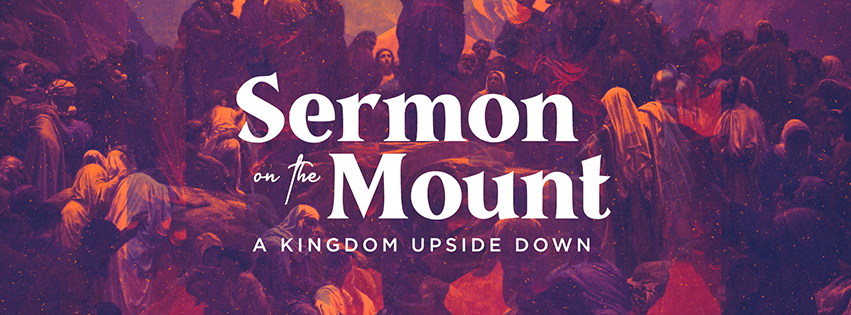 Sermon
on the Mount
A KINGDOM UPSIDE DOWN